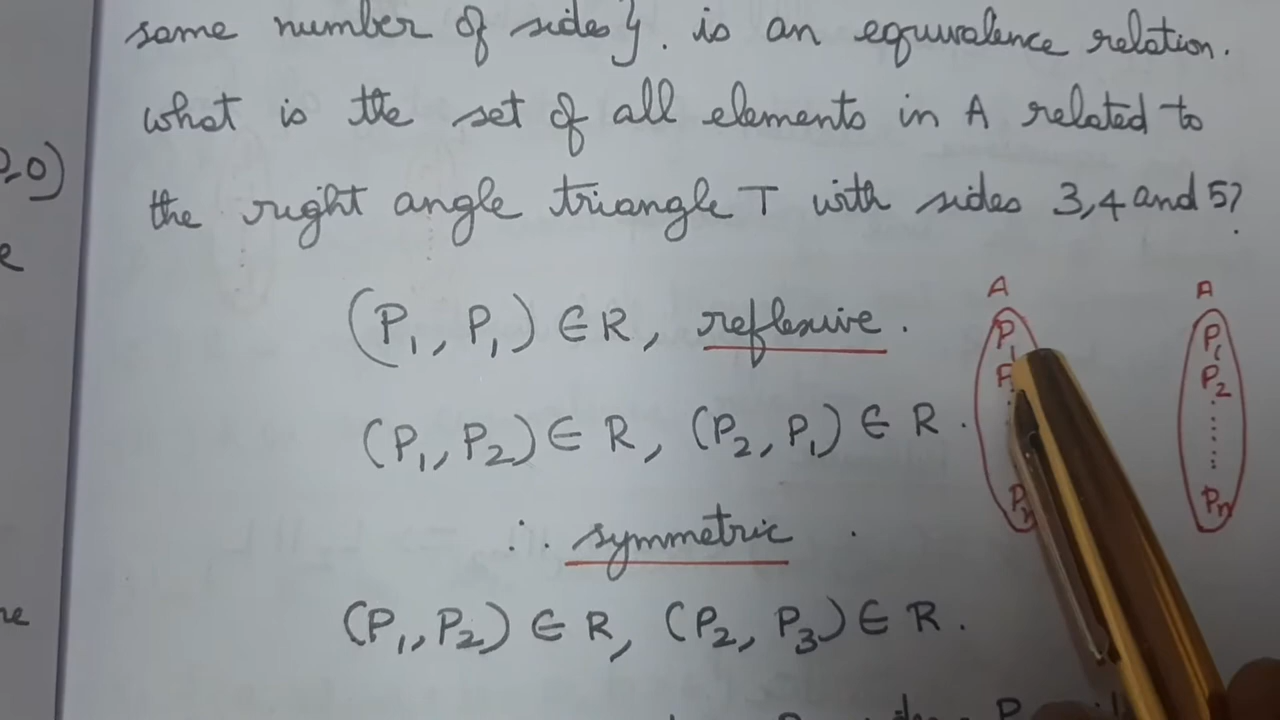 same number of sides}. is an equivalence relation.
what is the set of all elements in A related to
the right angle triangle T with sides 3,4 and 5?
(P₁, P₁) ∈ R, reflexive.
(P₁, P₂) ∈ R, (P₂, P₁) ∈ R.
∴ symmetric.
(P₁, P₂) ∈ R, (P₂, P₃) ∈ R.
A
P₁
A
P₁
P₂
Pn